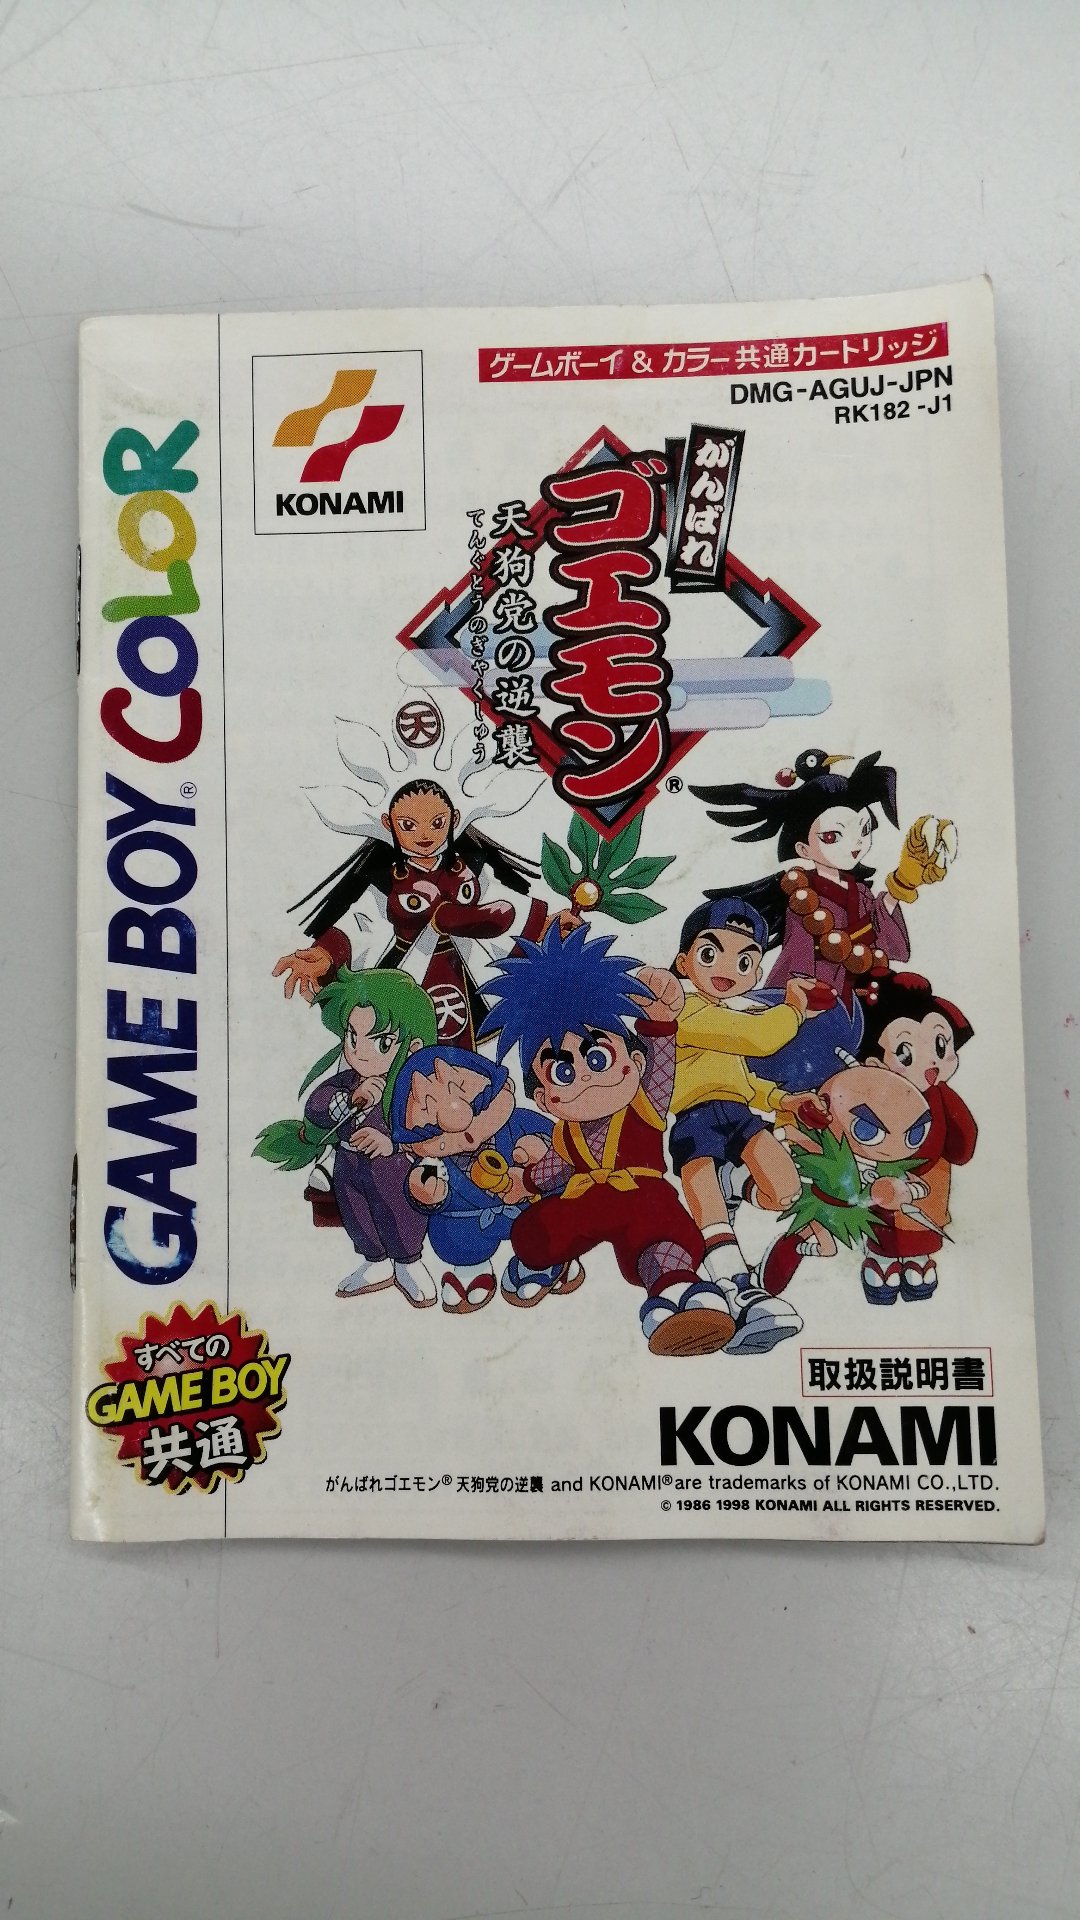 ゲームボーイ & カラー共通カートリッジ
DMG-AGUJ-JPN
RK182 -J1
KONAMI
がんばれ
ゴエモン®
天狗党の逆襲
てんぐとうのぎゃくしゅう
天
天
GAME BOY® COLOR
すべての
GAME BOY
共通
取扱説明書
KONAMI
がんばれゴエモン® 天狗党の逆襲 and KONAMI® are trademarks of KONAMI CO.,LTD.
© 1986 1998 KONAMI ALL RIGHTS RESERVED.